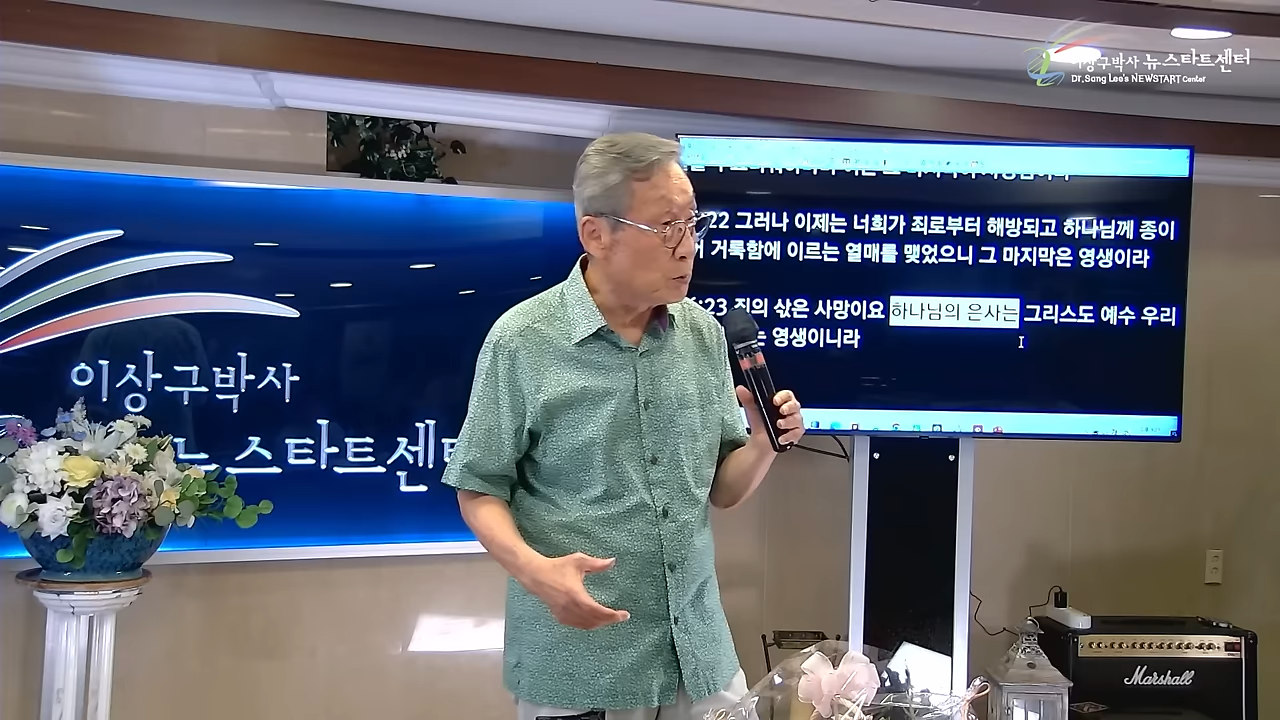 이상구박사 뉴스타트센터
Dr. Sang Lee's NEWSTART Center
22 그러나 이제는 너희가 죄로부터 해방되고 하나님께 종이
거룩함에 이르는 열매를 맺었으니 그 마지막은 영생이라
:23 죄의 삯은 사망이요 하나님의 은사는 그리스도 예수 우리
는 영생이니라
이상구박사
뉴스타트센터
Marshall